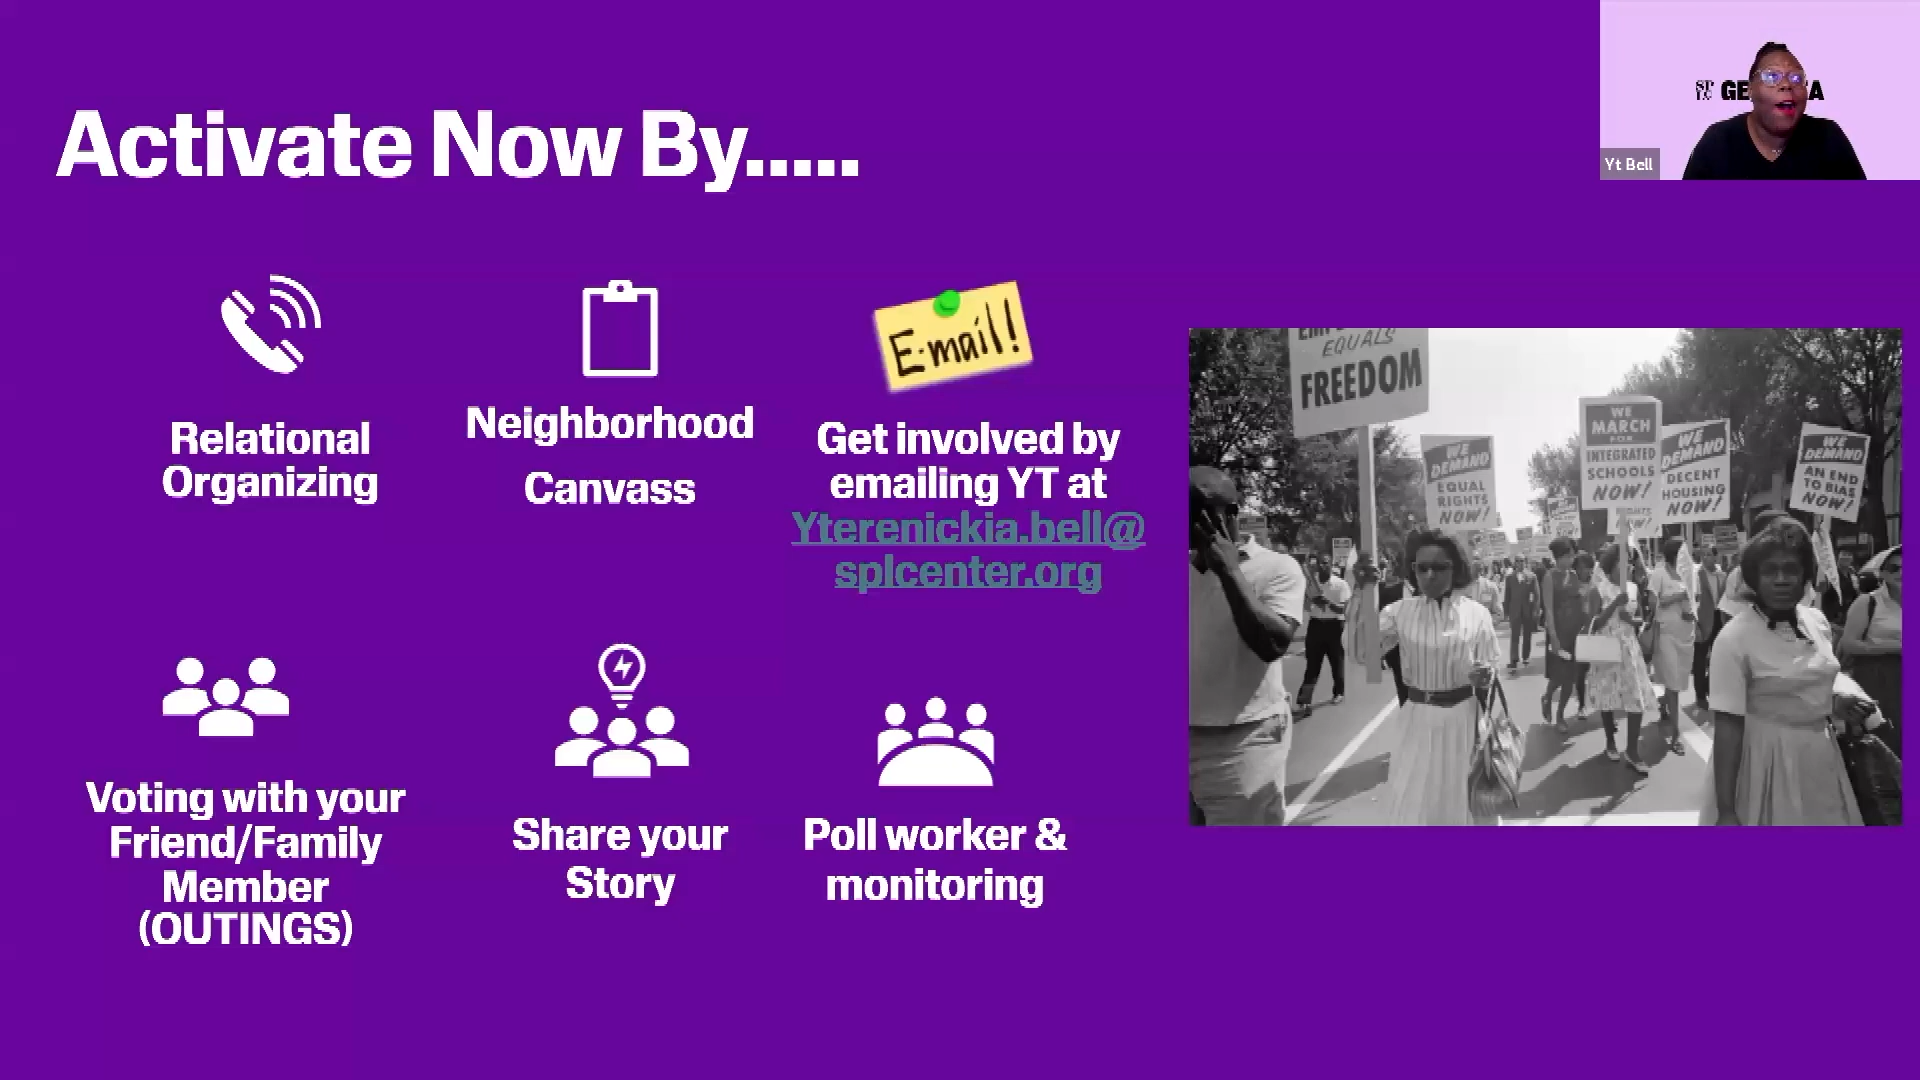 Activate Now By.....
SP
LC
GE
A
Yt Bell
Relational
Organizing
Neighborhood
Canvass
E-mail!
Get involved by
emailing YT at
Yterenickia.bell@
splcenter.org
Voting with your
Friend/Family
Member
(OUTINGS)
Share your
Story
Poll worker &
monitoring
EQUALS
FREEDOM
WE
DEMAND
EQUAL
RIGHTS
NOW!
WE
MARCH
FOR
INTEGRATED
SCHOOLS
NOW!
WE
DEMAND
DECENT
HOUSING
NOW!
WE
DEMAND
AN END
TO BIAS
NOW!